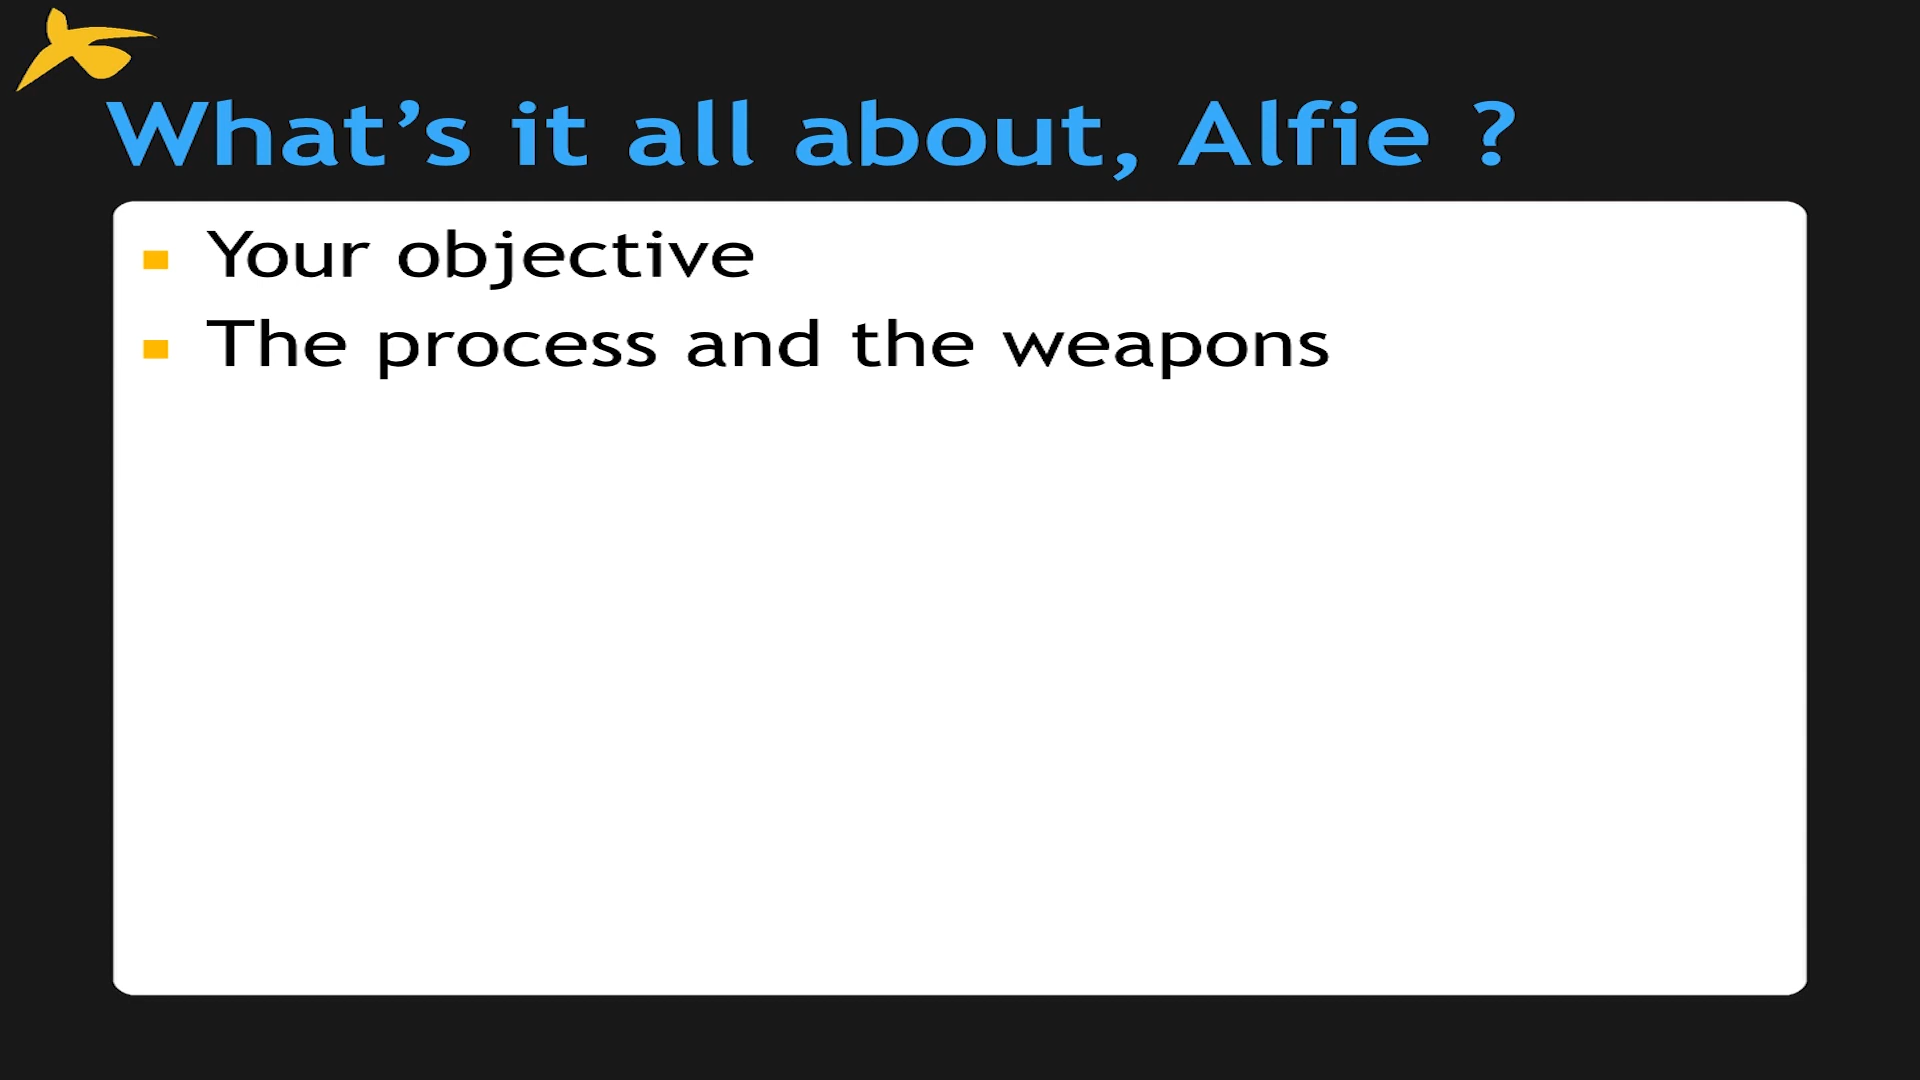 What’s it all about, Alfie ?
Your objective
The process and the weapons